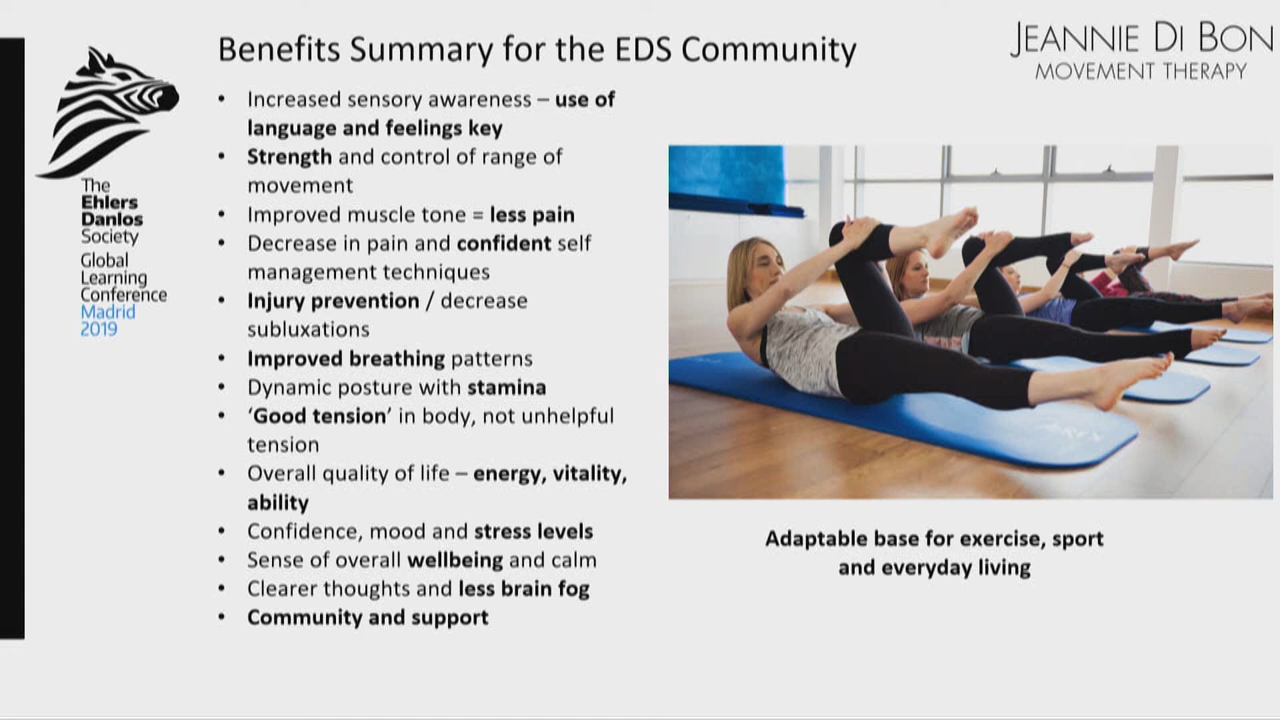 Benefits Summary for the EDS Community
JEANNIE DI BON
MOVEMENT THERAPY
The
Ehlers
Danlos
Society
Global
Learning
Conference
Madrid
2019
• Increased sensory awareness – use of
language and feelings key
• Strength and control of range of
movement
• Improved muscle tone = less pain
• Decrease in pain and confident self
management techniques
• Injury prevention / decrease
subluxations
• Improved breathing patterns
• Dynamic posture with stamina
• ‘Good tension’ in body, not unhelpful
tension
• Overall quality of life – energy, vitality,
ability
• Confidence, mood and stress levels
• Sense of overall wellbeing and calm
• Clearer thoughts and less brain fog
• Community and support
Adaptable base for exercise, sport
and everyday living